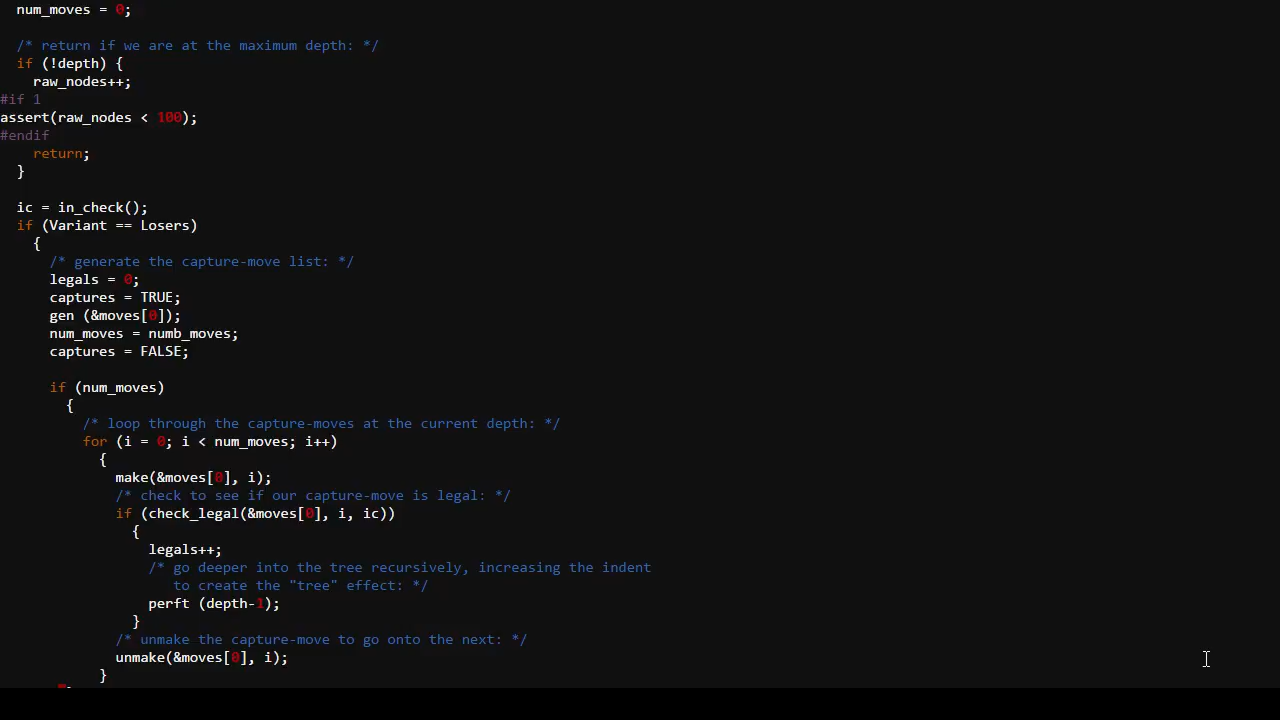 num_moves = 0;
/* return if we are at the maximum depth: */
if (!depth) {
raw_nodes++;
#if 1
assert(raw_nodes < 100);
#endif
return;
}
ic = in_check();
if (Variant == Losers)
{
/* generate the capture-move list: */
legals = 0;
captures = TRUE;
gen (&moves[0]);
num_moves = numb_moves;
captures = FALSE;
if (num_moves)
{
/* loop through the capture-moves at the current depth: */
for (i = 0; i < num_moves; i++)
{
make(&moves[0], i);
/* check to see if our capture-move is legal: */
if (check_legal(&moves[0], i, ic))
{
legals++;
/* go deeper into the tree recursively, increasing the indent
to create the "tree" effect: */
perft (depth-1);
}
/* unmake the capture-move to go onto the next: */
unmake(&moves[0], i);
}